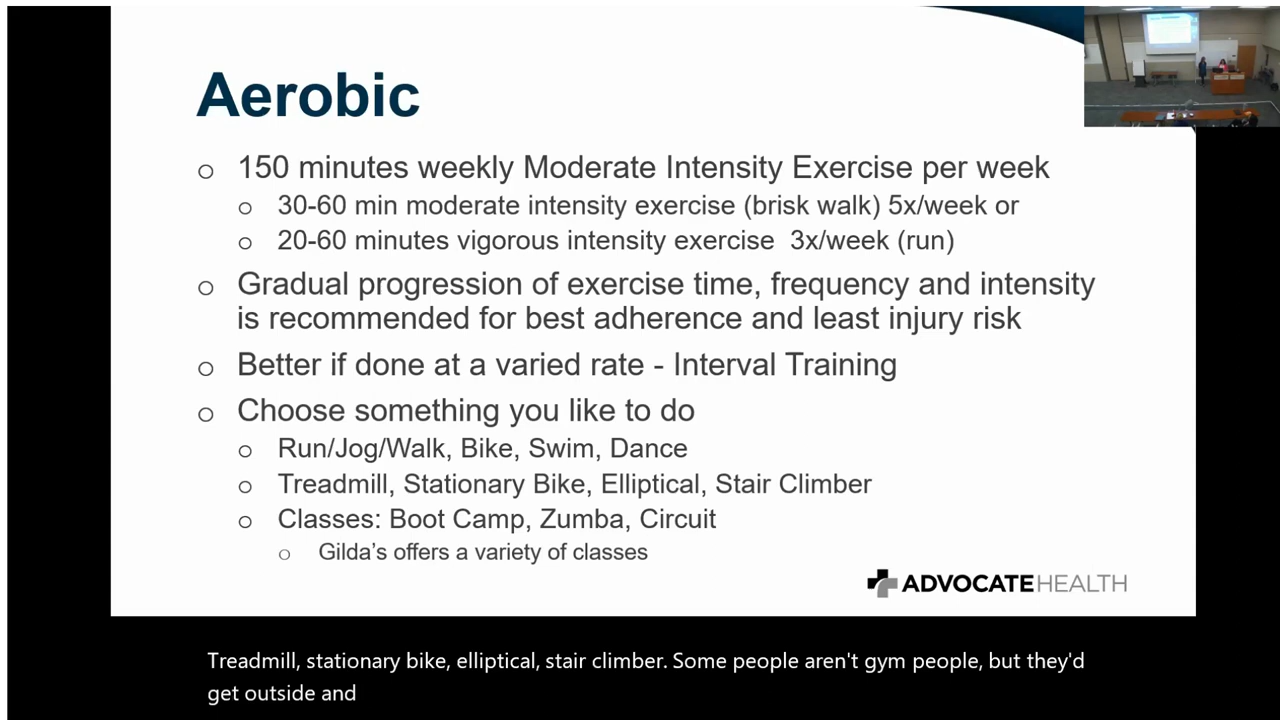 Aerobic
150 minutes weekly Moderate Intensity Exercise per week
30-60 min moderate intensity exercise (brisk walk) 5x/week or
20-60 minutes vigorous intensity exercise 3x/week (run)
Gradual progression of exercise time, frequency and intensity
is recommended for best adherence and least injury risk
Better if done at a varied rate - Interval Training
Choose something you like to do
Run/Jog/Walk, Bike, Swim, Dance
Treadmill, Stationary Bike, Elliptical, Stair Climber
Classes: Boot Camp, Zumba, Circuit
Gilda's offers a variety of classes
ADVOCATEHEALTH
Treadmill, stationary bike, elliptical, stair climber. Some people aren't gym people, but they'd
get outside and